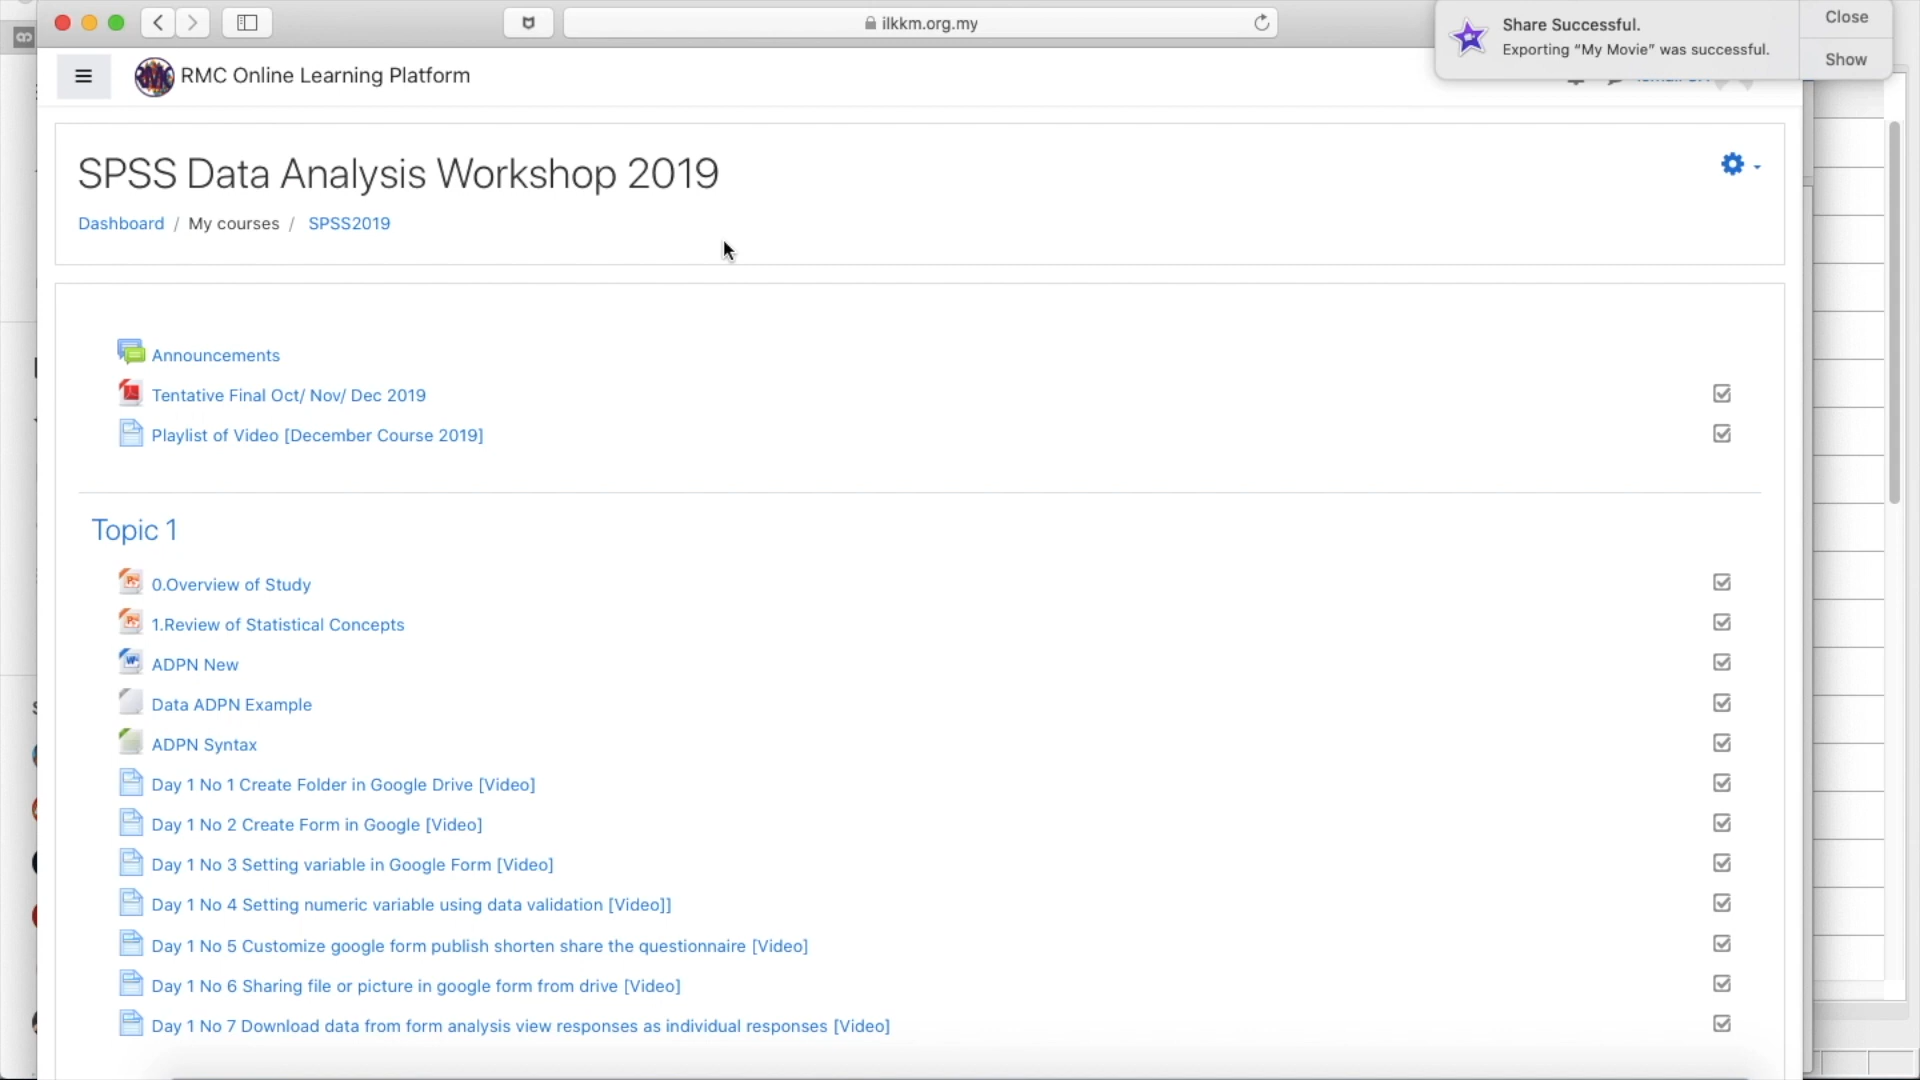 ilkkm.org.my
Share Successful.
Exporting “My Movie” was successful.
Close
Show
RMC Online Learning Platform
SPSS Data Analysis Workshop 2019
Dashboard / My courses / SPSS2019
Announcements
Tentative Final Oct/ Nov/ Dec 2019
Playlist of Video [December Course 2019]
Topic 1
0.Overview of Study
1.Review of Statistical Concepts
ADPN New
Data ADPN Example
ADPN Syntax
Day 1 No 1 Create Folder in Google Drive [Video]
Day 1 No 2 Create Form in Google [Video]
Day 1 No 3 Setting variable in Google Form [Video]
Day 1 No 4 Setting numeric variable using data validation [Video]]
Day 1 No 5 Customize google form publish shorten share the questionnaire [Video]
Day 1 No 6 Sharing file or picture in google form from drive [Video]
Day 1 No 7 Download data from form analysis view responses as individual responses [Video]